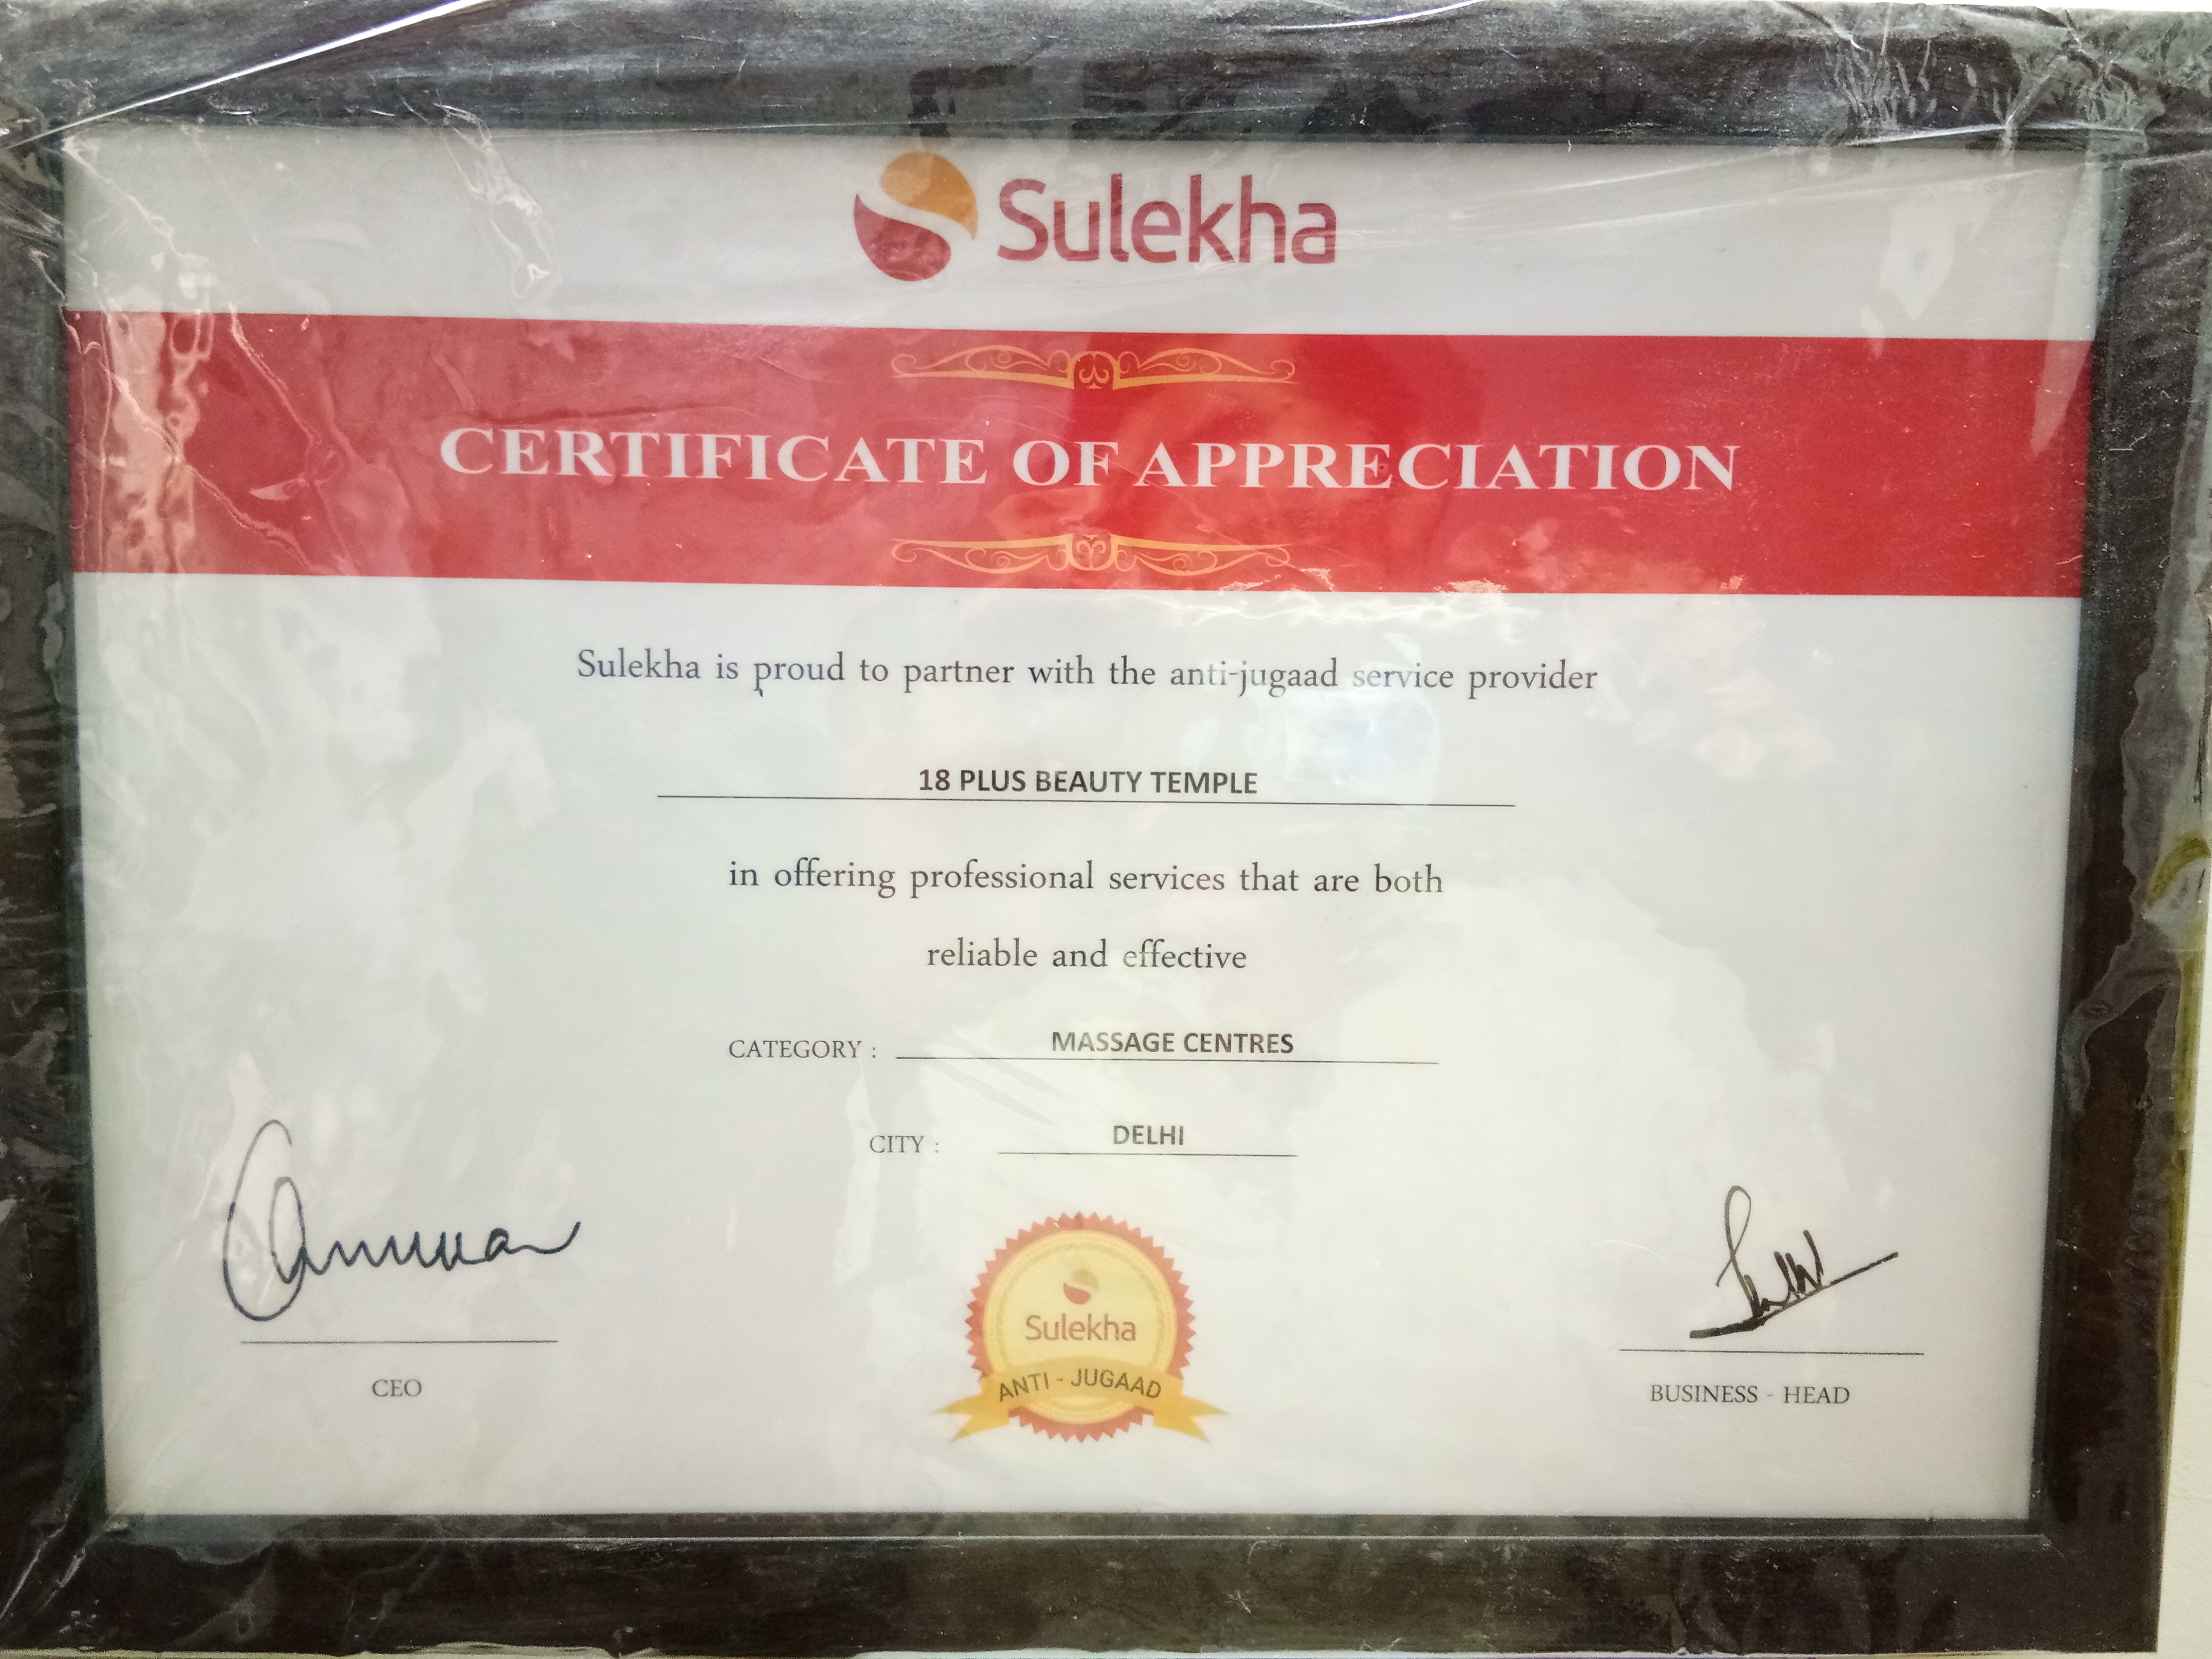 Sulekha
CERTIFICATE OF APPRECIATION
Sulekha is proud to partner with the anti-jugaad service provider
18 PLUS BEAUTY TEMPLE
in offering professional services that are both
reliable and effective
CATEGORY : MASSAGE CENTRES
CITY : DELHI
Sulekha
ANTI - JUGAAD
CEO
BUSINESS - HEAD